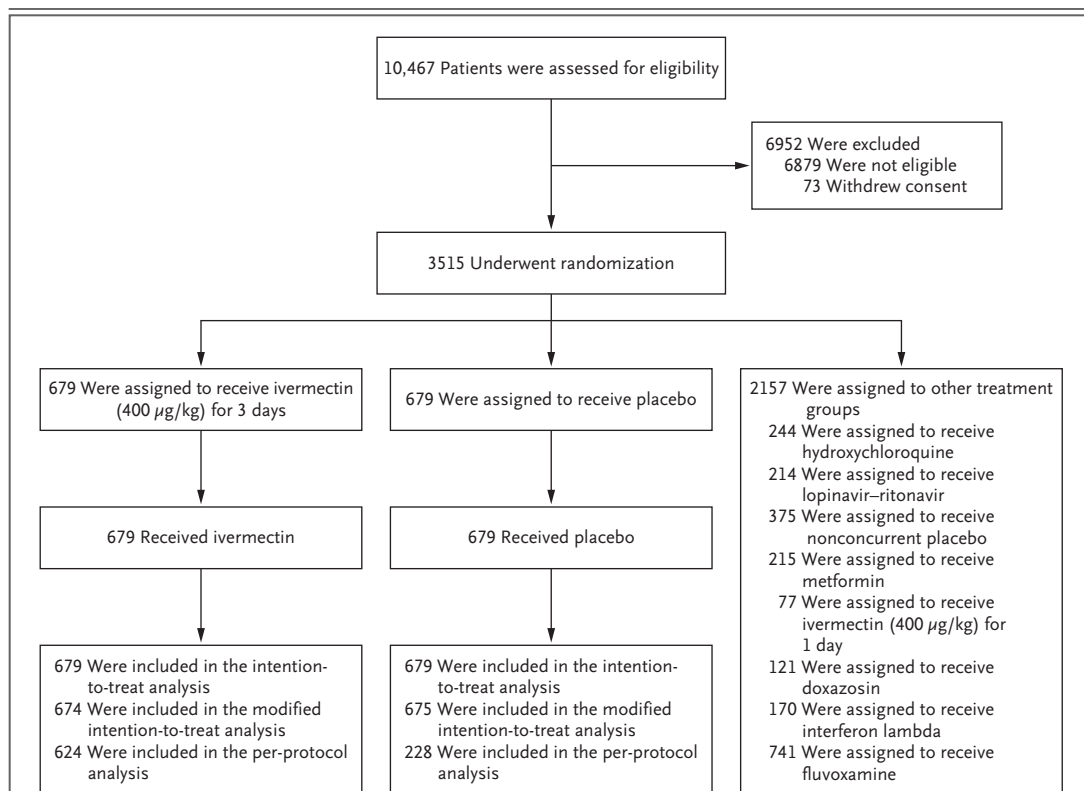 10,467 Patients were assessed for eligibility
6952 Were excluded
6879 Were not eligible
73 Withdrew consent
3515 Underwent randomization
679 Were assigned to receive ivermectin
(400 µg/kg) for 3 days
679 Were assigned to receive placebo
2157 Were assigned to other treatment
groups
244 Were assigned to receive
hydroxychloroquine
214 Were assigned to receive
lopinavir–ritonavir
375 Were assigned to receive
nonconcurrent placebo
215 Were assigned to receive
metformin
77 Were assigned to receive
ivermectin (400 µg/kg) for
1 day
121 Were assigned to receive
doxazosin
170 Were assigned to receive
interferon lambda
741 Were assigned to receive
fluvoxamine
679 Received ivermectin
679 Received placebo
679 Were included in the intention-
to-treat analysis
674 Were included in the modified
intention-to-treat analysis
624 Were included in the per-protocol
analysis
679 Were included in the intention-
to-treat analysis
675 Were included in the modified
intention-to-treat analysis
228 Were included in the per-protocol
analysis